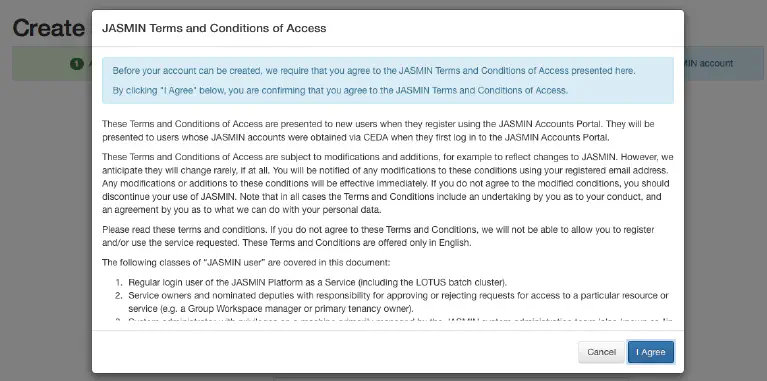 Create
JASMIN Terms and Conditions of Access
1
MIN account
Before your account can be created, we require that you agree to the JASMIN Terms and Conditions of Access presented here.
By clicking "I Agree" below, you are confirming that you agree to the JASMIN Terms and Conditions of Access.
These Terms and Conditions of Access are presented to new users when they register using the JASMIN Accounts Portal. They will be
presented to users whose JASMIN accounts were obtained via CEDA when they first log in to the JASMIN Accounts Portal.
These Terms and Conditions of Access are subject to modifications and additions, for example to reflect changes to JASMIN. However, we
anticipate they will change rarely, if at all. You will be notified of any modifications to these conditions using your registered email address.
Any modifications or additions to these conditions will be effective immediately. If you do not agree to the modified conditions, you should
discontinue your use of JASMIN. Note that in all cases the Terms and Conditions include an undertaking by you as to your conduct, and
an agreement by you as to what we can do with your personal data.
Please read these terms and conditions. If you do not agree to these Terms and Conditions, we will not be able to allow you to register
and/or use the service requested. These Terms and Conditions are offered only in English.
The following classes of "JASMIN user" are covered in this document:
1. Regular login user of the JASMIN Platform as a Service (including the LOTUS batch cluster).
2. Service owners and nominated deputies with responsibility for approving or rejecting requests for access to a particular resource or
service (e.g. a Group Workspace manager or primary tenancy owner).
Cancel
I Agree